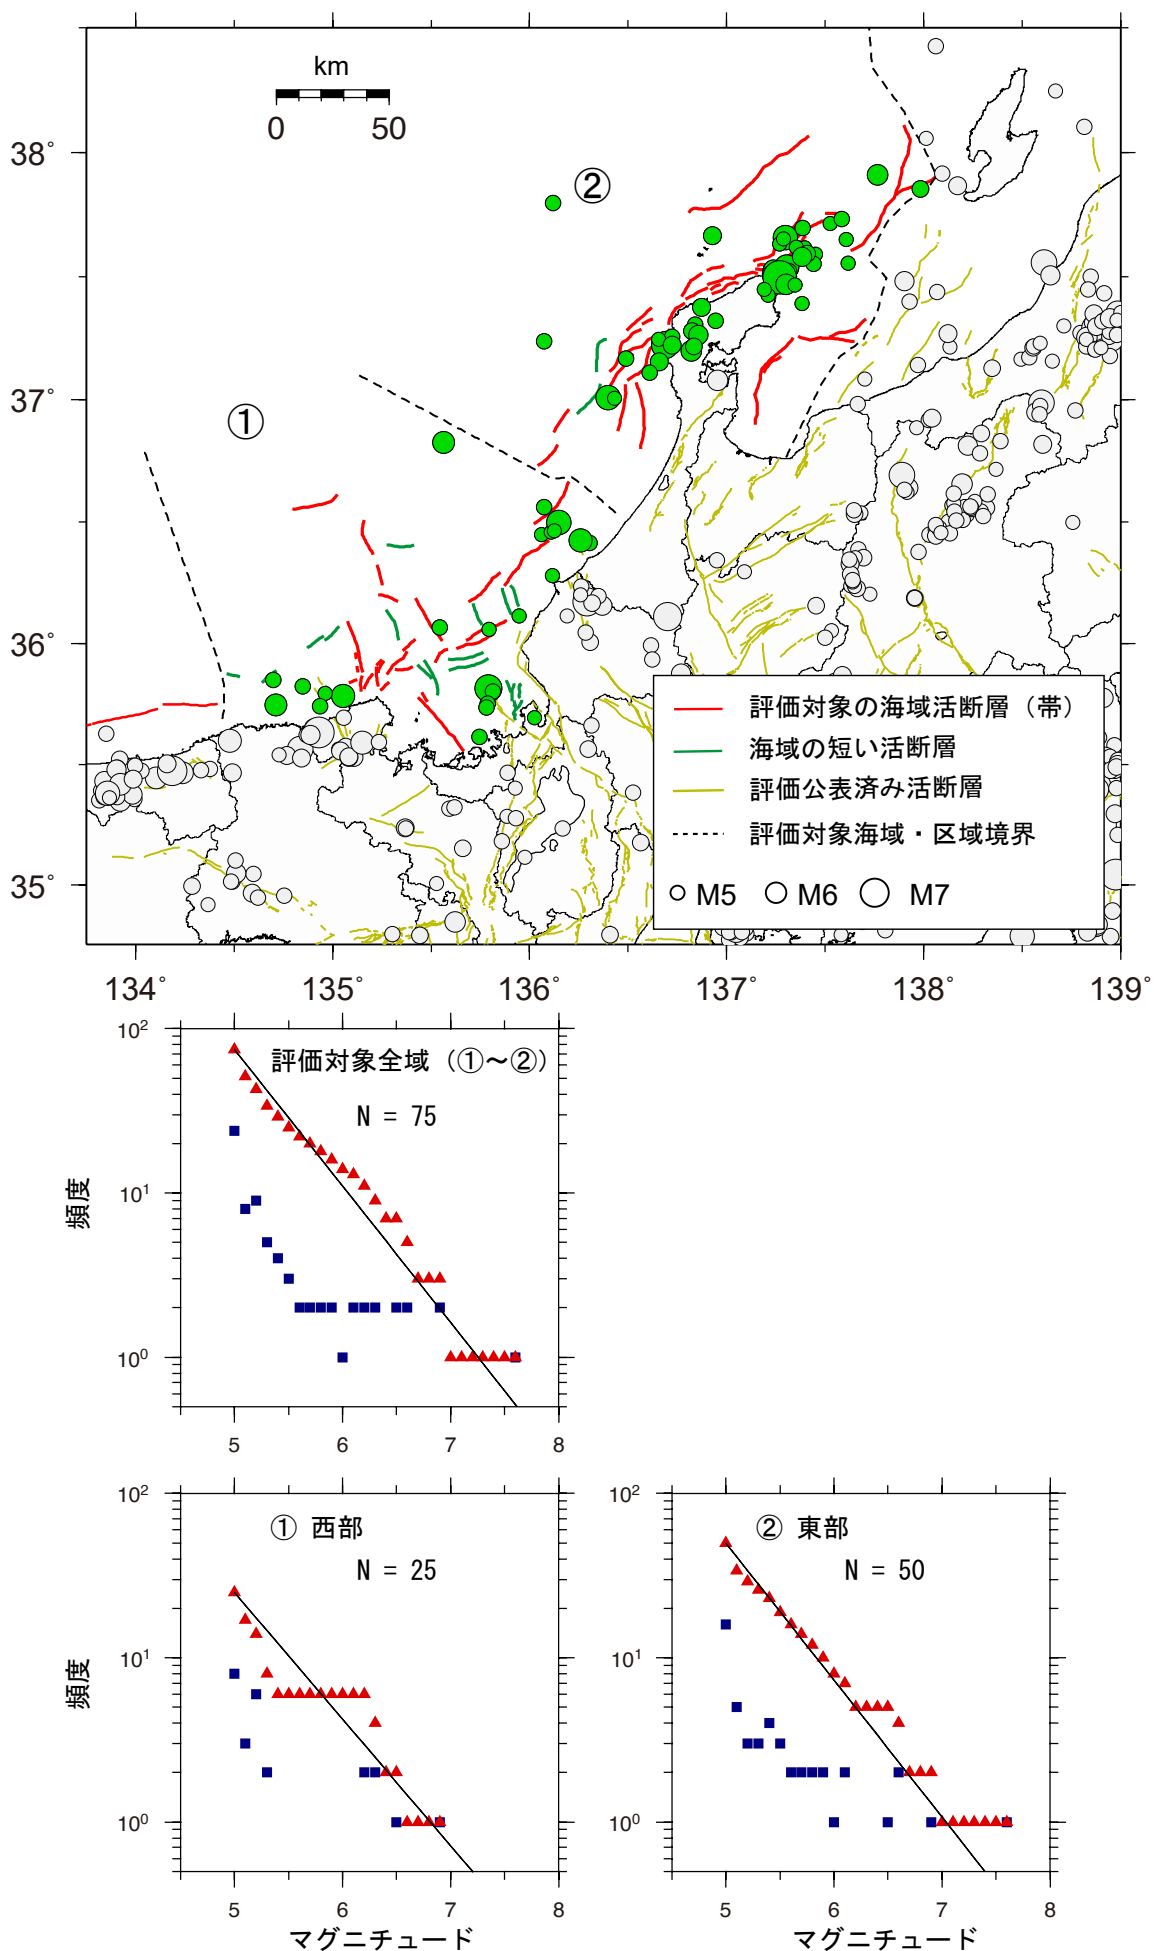 km
0 50
38°
37°
36°
35°
①
②
評価対象の海域活断層（帯）
海域の短い活断層
評価公表済み活断層
評価対象海域・区域境界
M5 M6 M7
134° 135° 136° 137° 138° 139°
評価対象全域（①～②）
N = 75
頻度
10²
10¹
10⁰
5 6 7 8
① 西部
N = 25
頻度
10²
10¹
10⁰
5 6 7 8
マグニチュード
② 東部
N = 50
10²
10¹
10⁰
5 6 7 8
マグニチュード